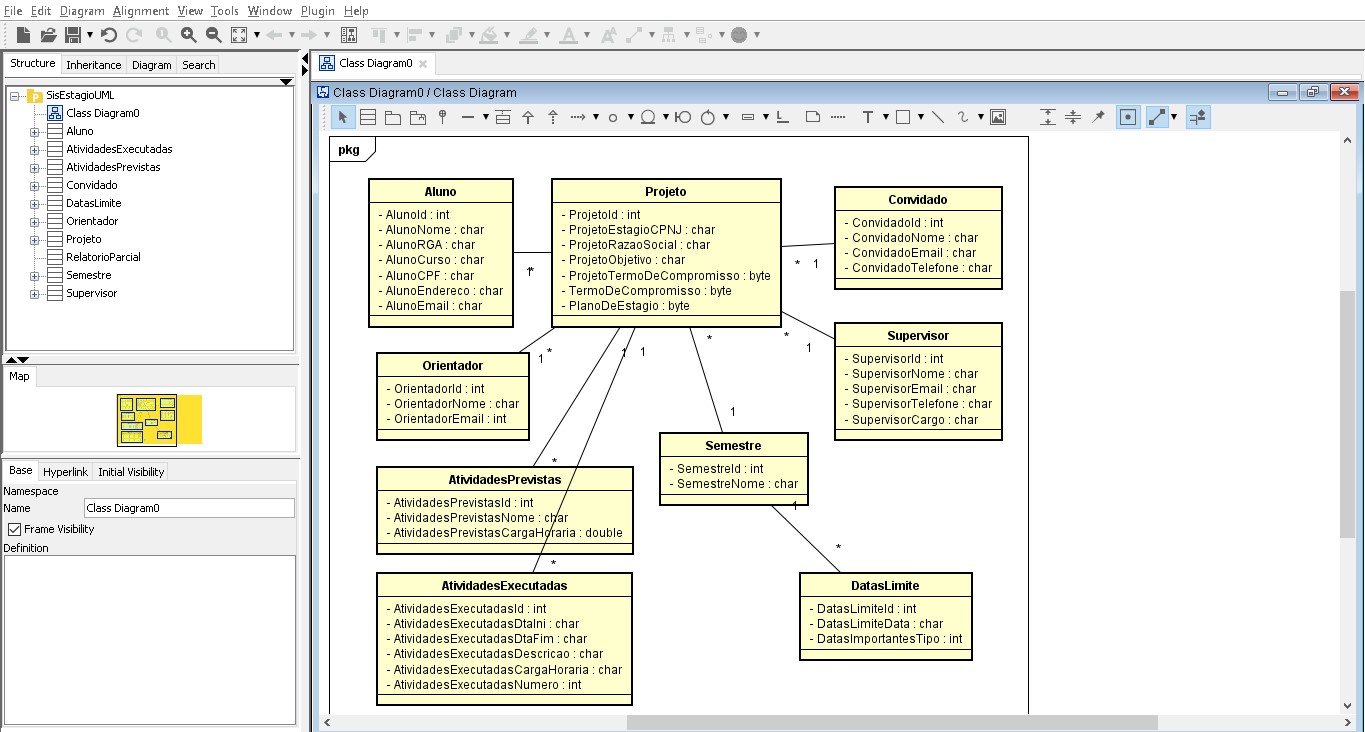 File Edit Diagram Alignment View Tools Window Plugin Help
Structure Inheritance Diagram Search
SisEstagioUML
Class Diagram0
Aluno
AtividadesExecutadas
AtividadesPrevistas
Convidado
DatasLimite
Orientador
Projeto
RelatorioParcial
Semestre
Supervisor
Map
Base Hyperlink Initial Visibility
Namespace
Name Class Diagram0
Frame Visibility
Definition
Class Diagram0
Class Diagram0 / Class Diagram
T
pkg
Aluno
- AlunoId : int
- AlunoNome : char
- AlunoRGA : char
- AlunoCurso : char
- AlunoCPF : char
- AlunoEndereco : char
- AlunoEmail : char
1 *
Projeto
- ProjetoId : int
- ProjetoEstagioCPNJ : char
- ProjetoRazaoSocial : char
- ProjetoObjetivo : char
- ProjetoTermoDeCompromisso : byte
- TermoDeCompromisso : byte
- PlanoDeEstagio : byte
* 1
Convidado
- ConvidadoId : int
- ConvidadoNome : char
- ConvidadoEmail : char
- ConvidadoTelefone : char
* 1
Supervisor
- SupervisorId : int
- SupervisorNome : char
- SupervisorEmail : char
- SupervisorTelefone : char
- SupervisorCargo : char
1 *
Orientador
- OrientadorId : int
- OrientadorNome : char
- OrientadorEmail : int
1 1
*
1
Semestre
- SemestreId : int
- SemestreNome : char
1
*
*
AtividadesPrevistas
- AtividadesPrevistasId : int
- AtividadesPrevistasNome : char
- AtividadesPrevistasCargaHoraria : double
*
AtividadesExecutadas
- AtividadesExecutadasId : int
- AtividadesExecutadasDtaIni : char
- AtividadesExecutadasDtaFim : char
- AtividadesExecutadasDescricao : char
- AtividadesExecutadasCargaHoraria : char
- AtividadesExecutadasNumero : int
DatasLimite
- DatasLimiteId : int
- DatasLimiteData : char
- DatasImportantesTipo : int